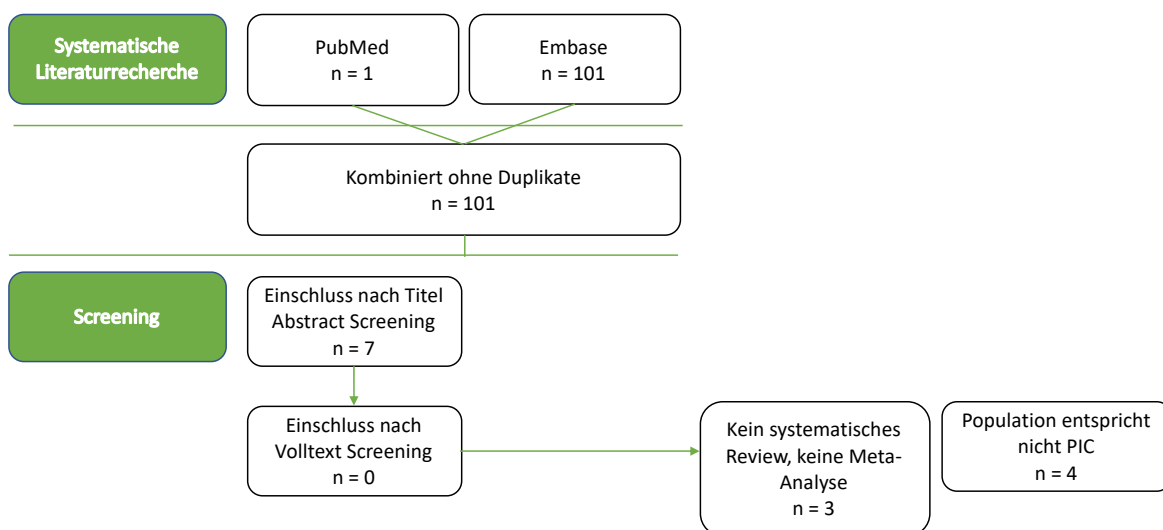 Systematische
Literaturrecherche
PubMed
n = 1
Embase
n = 101
Kombiniert ohne Duplikate
n = 101
Screening
Einschluss nach Titel
Abstract Screening
n = 7
Einschluss nach
Volltext Screening
n = 0
Kein systematisches
Review, keine Meta-
Analyse
n = 3
Population entspricht
nicht PIC
n = 4